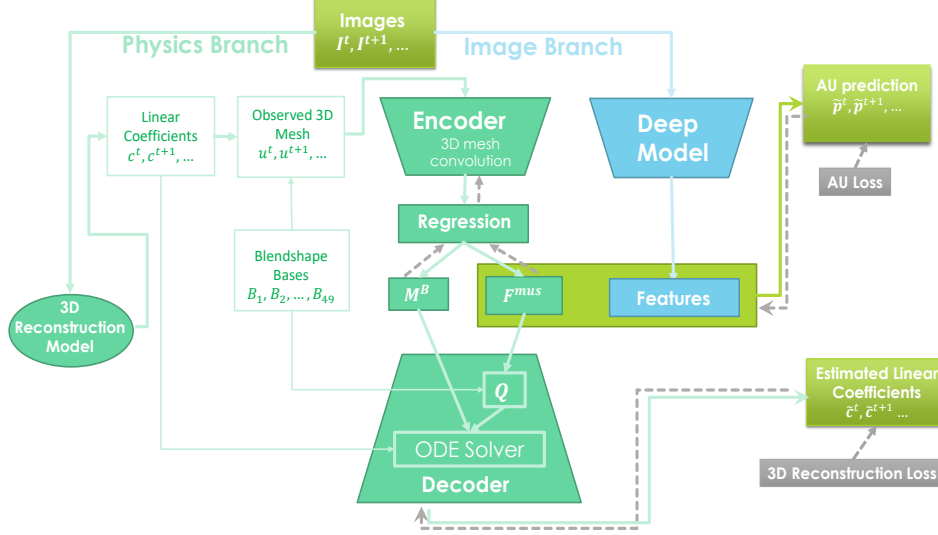 Images
I^t, I^{t+1}, ...
Physics Branch
Image Branch
Linear
Coefficients
c^t, c^{t+1}, ...
Observed 3D
Mesh
u^t, u^{t+1}, ...
Encoder
3D mesh
convolution
Deep
Model
AU prediction
p̃^t, p̃^{t+1}, ...
AU Loss
Regression
Blendshape
Bases
B_1, B_2, ..., B_{49}
M^B
F^{mus}
Features
3D
Reconstruction
Model
Q
ODE Solver
Decoder
Estimated Linear
Coefficients
c̃^t, c̃^{t+1} ...
3D Reconstruction Loss